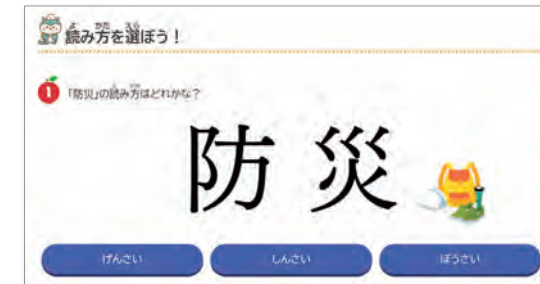 読み方を選ぼう！
1 「防災」の読み方はどれかな？
防災
げんさい
しんさい
ぼうさい